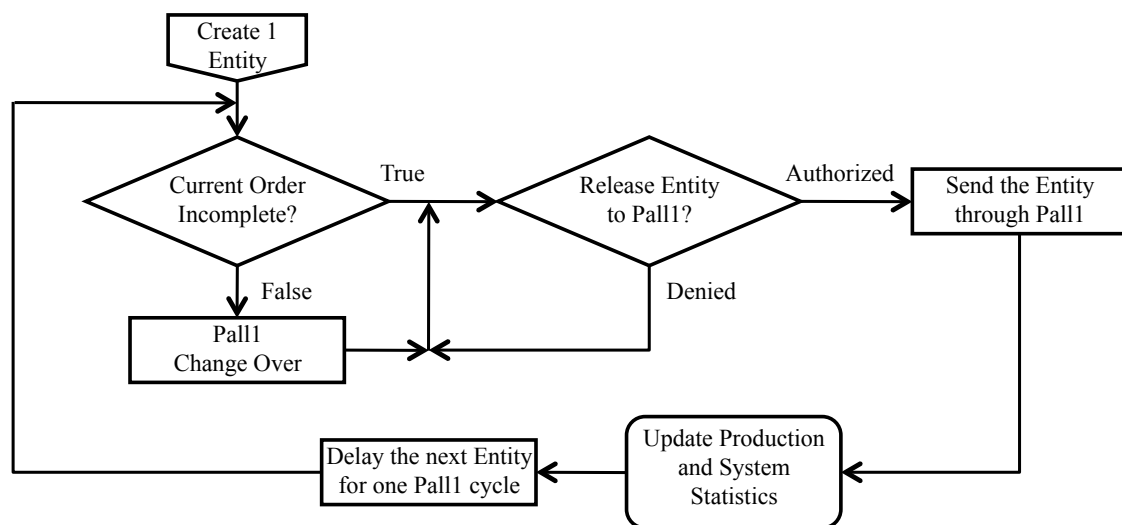 Create 1
Entity
Current Order
Incomplete?
True
Release Entity
to Pall1?
Authorized
Send the Entity
through Pall1
False
Denied
Pall1
Change Over
Update Production
and System
Statistics
Delay the next Entity
for one Pall1 cycle